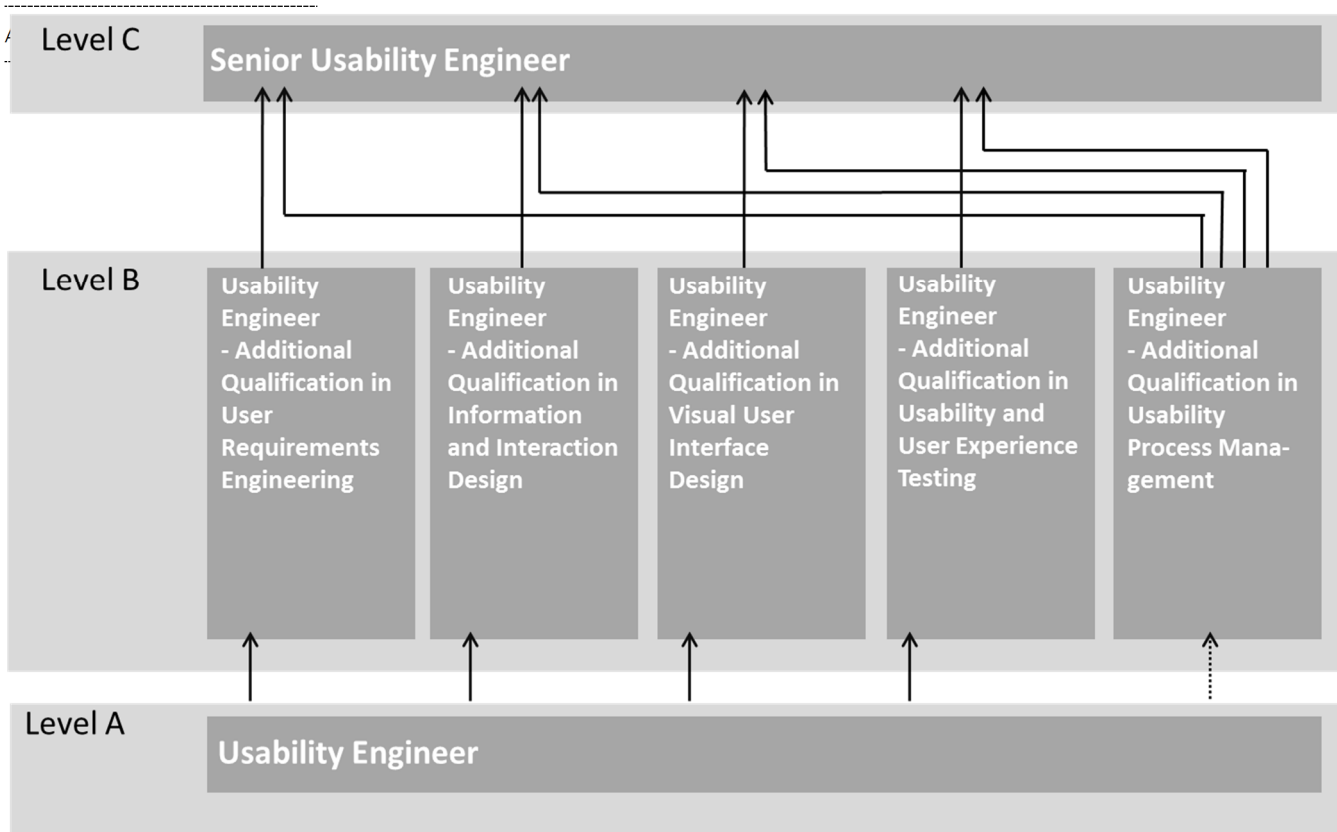 Level C
Senior Usability Engineer
Level B
Usability
Engineer
- Additional
Qualification in
User
Requirements
Engineering
Usability
Engineer
- Additional
Qualification in
Information
and Interaction
Design
Usability
Engineer
- Additional
Qualification in
Visual User
Interface
Design
Usability
Engineer
- Additional
Qualification in
Usability and
User Experience
Testing
Usability
Engineer
- Additional
Qualification in
Usability
Process Mana-
gement
Level A
Usability Engineer